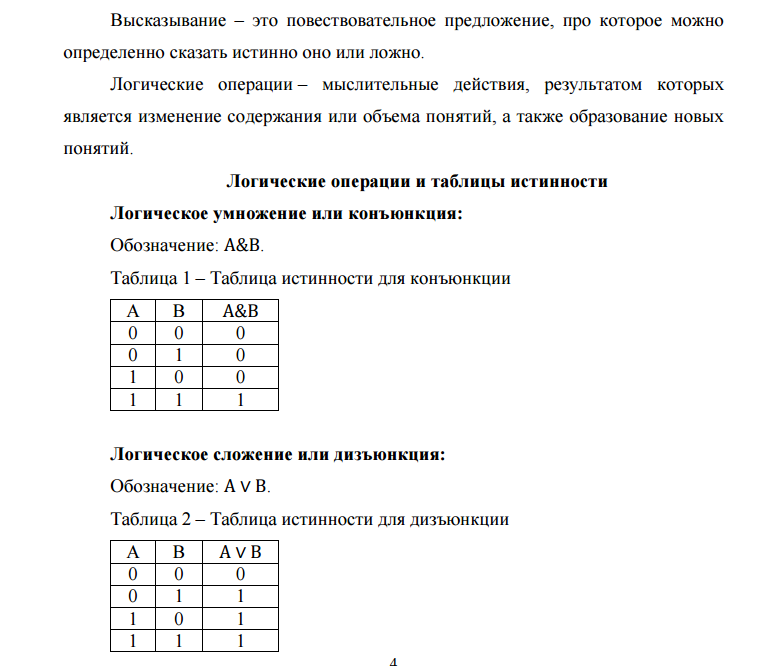 Высказывание – это повествовательное предложение, про которое можно
определенно сказать истинно оно или ложно.
Логические операции – мыслительные действия, результатом которых
является изменение содержания или объема понятий, а также образование новых
понятий.
Логические операции и таблицы истинности
Логическое умножение или конъюнкция:
Обозначение: A&B.
Таблица 1 – Таблица истинности для конъюнкции
A B A&B
0 0 0
0 1 0
1 0 0
1 1 1
Логическое сложение или дизъюнкция:
Обозначение: A ∨ B.
Таблица 2 – Таблица истинности для дизъюнкции
A B A ∨ B
0 0 0
0 1 1
1 0 1
1 1 1
4